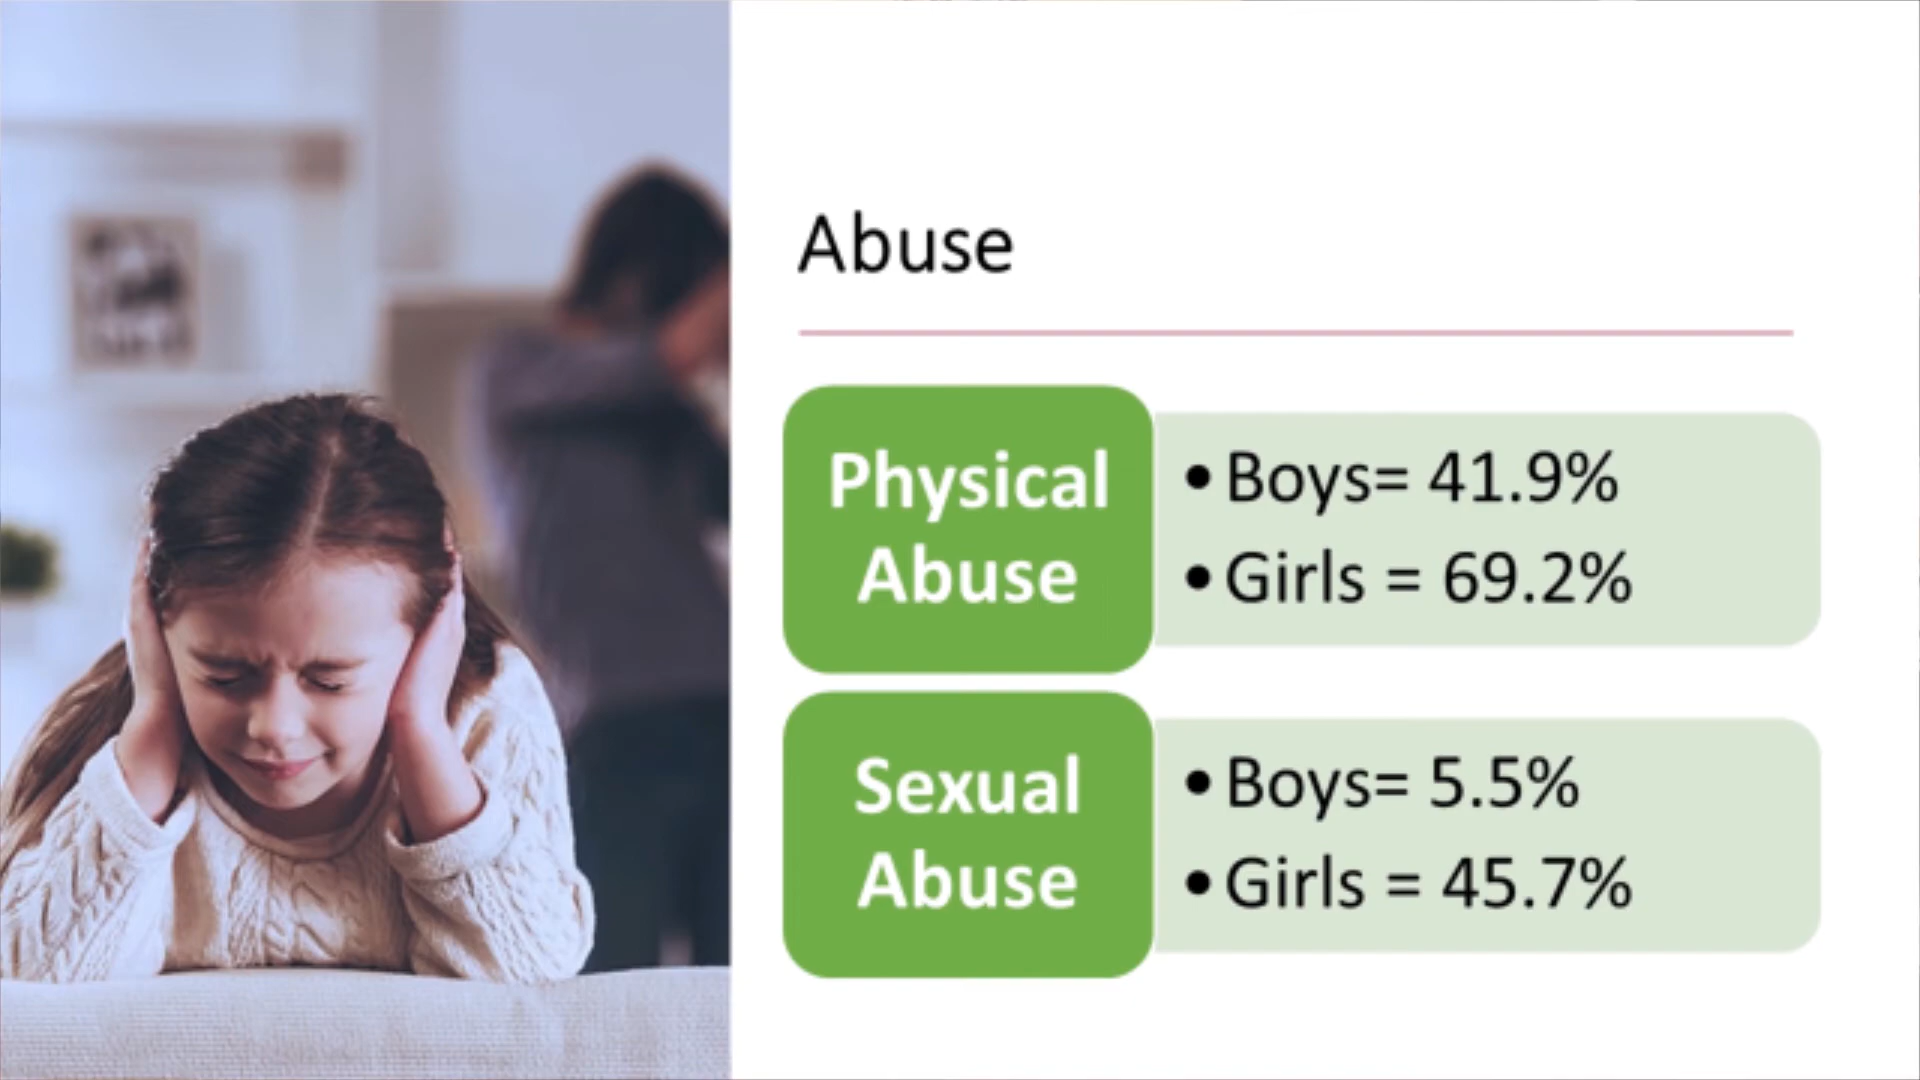 Abuse
Physical
Abuse
• Boys= 41.9%
• Girls = 69.2%
Sexual
Abuse
• Boys= 5.5%
• Girls = 45.7%